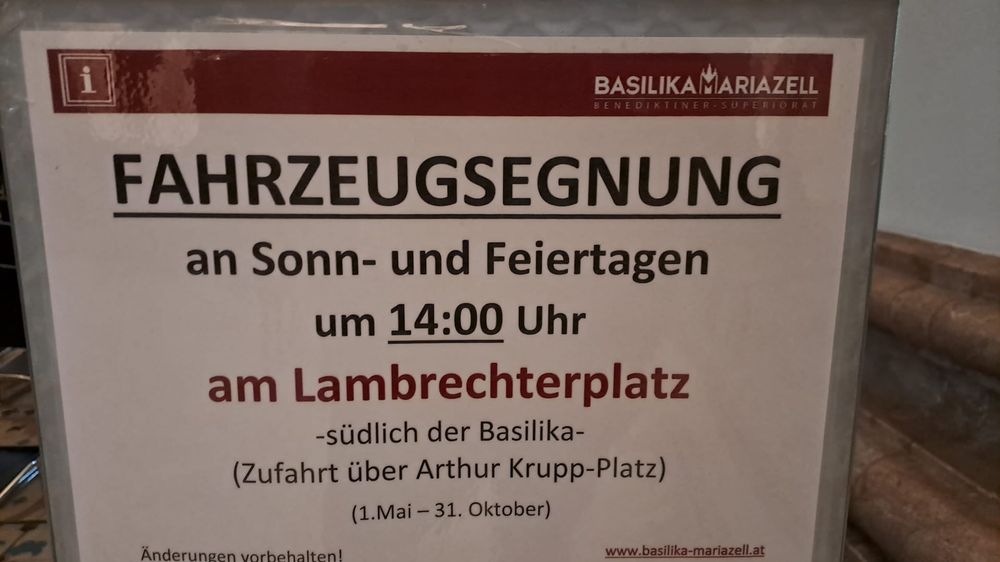 i
BASILIKA MARIAZELL
BENEDIKTINER-SUPERIORAT
FAHRZEUGSEGNUNG
an Sonn- und Feiertagen
um 14:00 Uhr
am Lambrechterplatz
-südlich der Basilika-
(Zufahrt über Arthur Krupp-Platz)
(1.Mai – 31. Oktober)
Änderungen vorbehalten! www.basilika-mariazell.at